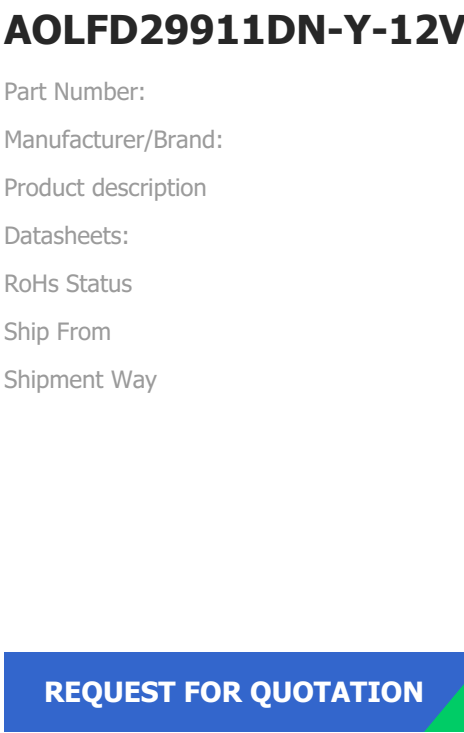 AOLFD29911DN-Y-12V
Part Number:
Manufacturer/Brand:
Product description
Datasheets:
RoHs Status
Ship From
Shipment Way
REQUEST FOR QUOTATION